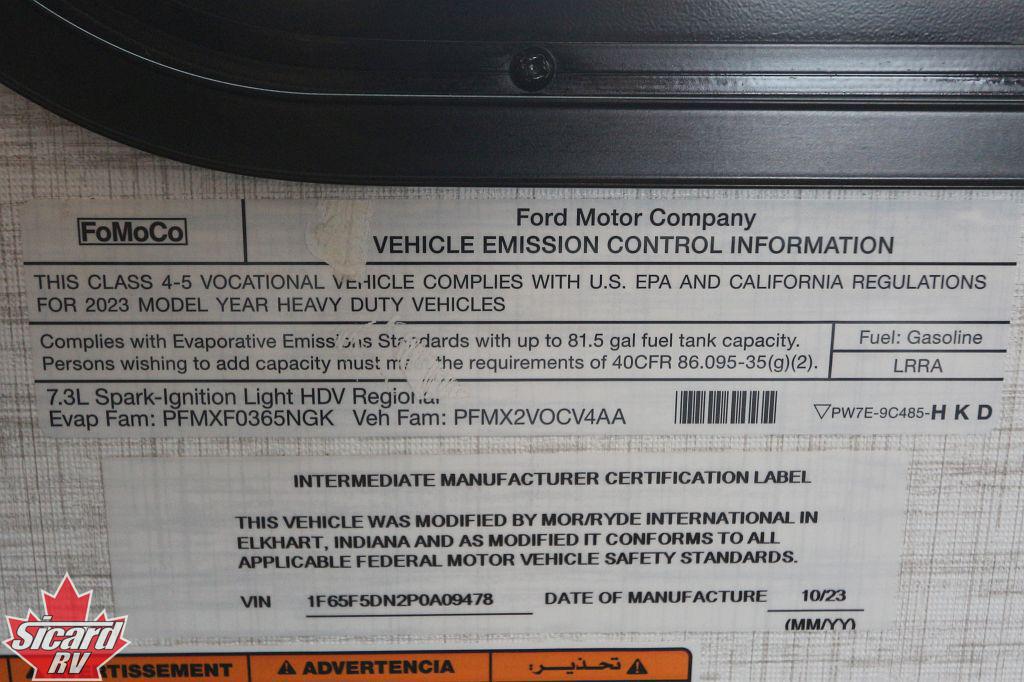 FoMoCo
Ford Motor Company
VEHICLE EMISSION CONTROL INFORMATION
THIS CLASS 4-5 VOCATIONAL VEHICLE COMPLIES WITH U.S. EPA AND CALIFORNIA REGULATIONS
FOR 2023 MODEL YEAR HEAVY DUTY VEHICLES
Complies with Evaporative Emissions Standards with up to 81.5 gal fuel tank capacity.
Persons wishing to add capacity must the requirements of 40CFR 86.095-35(g)(2).
Fuel: Gasoline
LRRA
7.3L Spark-Ignition Light HDV Regional
Evap Fam: PFMXF0365NGK Veh Fam: PFMX2VOCV4AA
PW7E-9C485-HKD
INTERMEDIATE MANUFACTURER CERTIFICATION LABEL
THIS VEHICLE WAS MODIFIED BY MOR/RYDE INTERNATIONAL IN
ELKHART, INDIANA AND AS MODIFIED IT CONFORMS TO ALL
APPLICABLE FEDERAL MOTOR VEHICLE SAFETY STANDARDS.
VIN 1F65F5DN2P0A09478 DATE OF MANUFACTURE 10/23
(MM/YY)
Sicard
RV
ADVERTENCIA
تحذير: